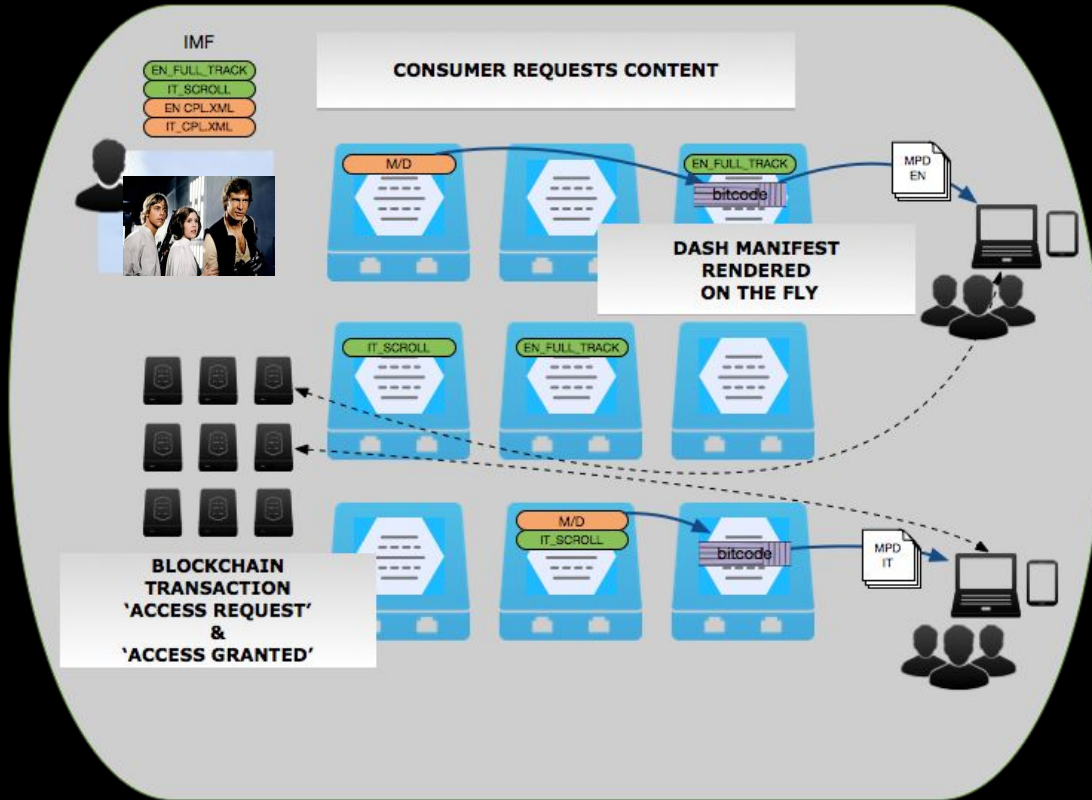 IMF
EN_FULL_TRACK
IT_SCROLL
EN CPL.XML
IT_CPL.XML
CONSUMER REQUESTS CONTENT
M/D
EN_FULL_TRACK
bitcode
MPD
EN
DASH MANIFEST
RENDERED
ON THE FLY
IT_SCROLL
EN_FULL_TRACK
M/D
IT_SCROLL
bitcode
MPD
IT
BLOCKCHAIN
TRANSACTION
‘ACCESS REQUEST’
&
‘ACCESS GRANTED’